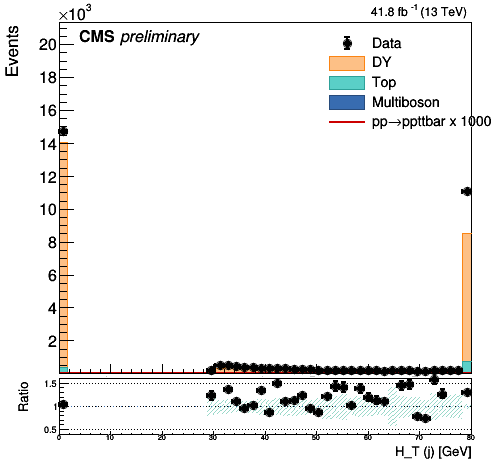 ×10³
41.8 fb ⁻¹ (13 TeV)
Events
CMS preliminary
Data
DY
Top
Multiboson
pp→ppttbar x 1000
20
18
16
14
12
10
8
6
4
2
Ratio
1.5
1
0.5
0 10 20 30 40 50 60 70 80
H_T (j) [GeV]